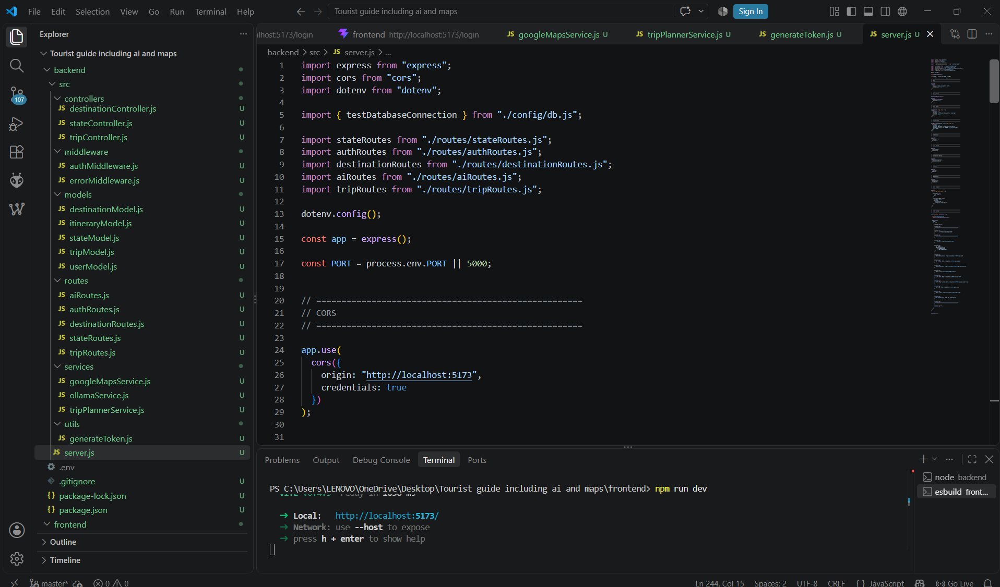 File Edit Selection View Go Run Terminal Help
Tourist guide including ai and maps
Sign In
Explorer
lhost:5173/login
frontend http://localhost:5173/login
JS googleMapsService.js U
JS tripPlannerService.js U
JS generateToken.js U
JS server.js U
backend > src > JS server.js > ...
Tourist guide including ai and maps
backend
src
controllers
JS destinationController.js U
JS stateController.js U
JS tripController.js U
middleware
JS authMiddleware.js U
JS errorMiddleware.js U
models
JS destinationModel.js U
JS itineraryModel.js U
JS stateModel.js U
JS tripModel.js U
JS userModel.js U
routes
JS aiRoutes.js U
JS authRoutes.js U
JS destinationRoutes.js U
JS stateRoutes.js U
JS tripRoutes.js U
services
JS googleMapsService.js U
JS ollamaService.js U
JS tripPlannerService.js U
utils
JS generateToken.js U
JS server.js U
.env
.gitignore U
{} package-lock.json U
{} package.json U
frontend
Outline
Timeline
107
1 import express from "express";
2 import cors from "cors";
3 import dotenv from "dotenv";
4
5 import { testDatabaseConnection } from "./config/db.js";
6
7 import stateRoutes from "./routes/stateRoutes.js";
8 import authRoutes from "./routes/authRoutes.js";
9 import destinationRoutes from "./routes/destinationRoutes.js";
10 import aiRoutes from "./routes/aiRoutes.js";
11 import tripRoutes from "./routes/tripRoutes.js";
12
13 dotenv.config();
14
15 const app = express();
16
17 const PORT = process.env.PORT || 5000;
18
19
20 // =====================================================
21 // CORS
22 // =====================================================
23
24 app.use(
25 cors({
26 origin: "http://localhost:5173",
27 credentials: true
28 })
29 );
30
31
Problems Output Debug Console Terminal Ports
PS C:\Users\LENOVO\OneDrive\Desktop\Tourist guide including ai and maps\frontend> npm run dev
➜ Local: http://localhost:5173/
➜ Network: use --host to expose
➜ press h + enter to show help
node backend
esbuild front...
master* 0 0
Ln 244, Col 15 Spaces: 2 UTF-8 CRLF {} JavaScript Go Live